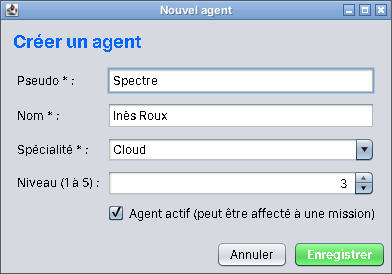 Nouvel agent
Créer un agent
Pseudo * : Spectre
Nom * : Inès Roux
Spécialité * : Cloud
Niveau (1 à 5) : 3
Agent actif (peut être affecté à une mission)
Annuler Enregistrer